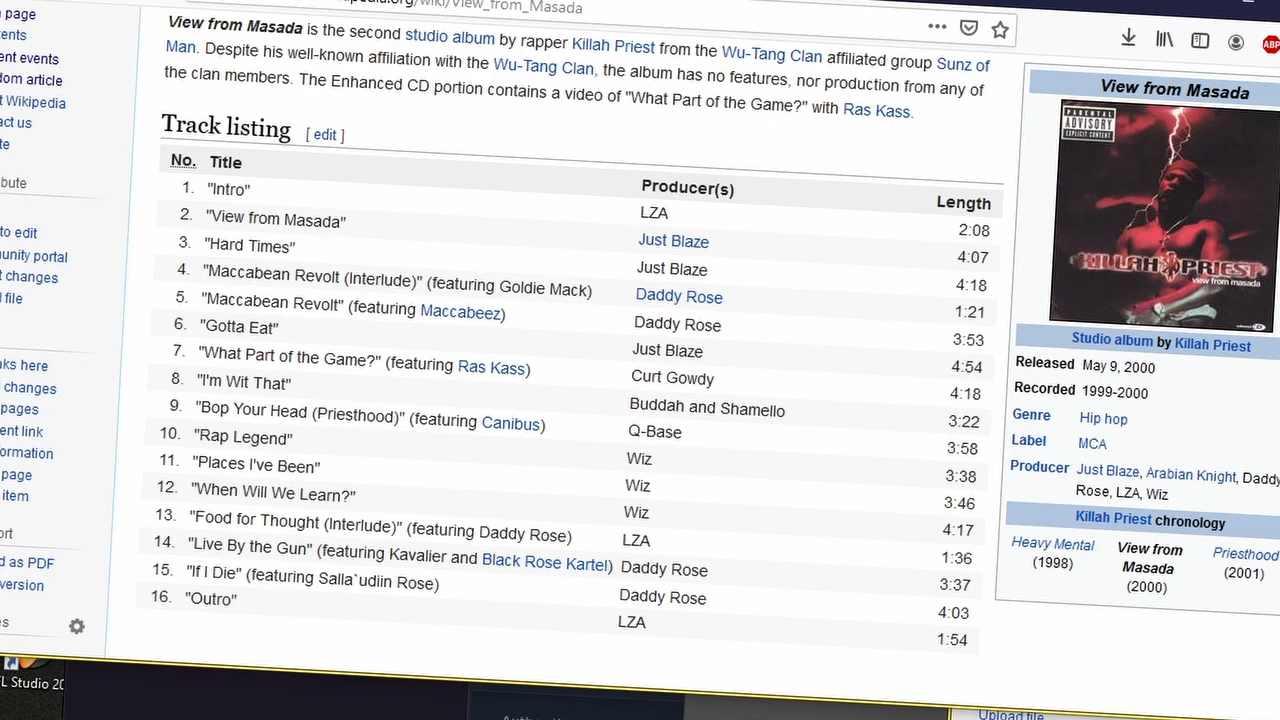 wiki/View_from_Masada
page
ents
ent events
dom article
t Wikipedia
act us
te
bute
to edit
unity portal
t changes
file
ks here
changes
pages
ent link
ormation
page
item
ort
d as PDF
version
es
View from Masada is the second studio album by rapper Killah Priest from the Wu-Tang Clan affiliated group Sunz of
Man. Despite his well-known affiliation with the Wu-Tang Clan, the album has no features, nor production from any of
the clan members. The Enhanced CD portion contains a video of "What Part of the Game?" with Ras Kass.
Track listing [ edit ]
No. Title Producer(s) Length
1. "Intro" LZA 2:08
2. "View from Masada" Just Blaze 4:07
3. "Hard Times" Just Blaze 4:18
4. "Maccabean Revolt (Interlude)" (featuring Goldie Mack) Daddy Rose 1:21
5. "Maccabean Revolt" (featuring Maccabeez) Daddy Rose 3:53
6. "Gotta Eat" Just Blaze 4:54
7. "What Part of the Game?" (featuring Ras Kass) Curt Gowdy 4:18
8. "I'm Wit That" Buddah and Shamello 3:22
9. "Bop Your Head (Priesthood)" (featuring Canibus) Q-Base 3:58
10. "Rap Legend" Wiz 3:38
11. "Places I've Been" Wiz 3:46
12. "When Will We Learn?" Wiz 4:17
13. "Food for Thought (Interlude)" (featuring Daddy Rose) LZA 1:36
14. "Live By the Gun" (featuring Kavalier and Black Rose Kartel) Daddy Rose 3:37
15. "If I Die" (featuring Salla`udiin Rose) Daddy Rose 4:03
16. "Outro" LZA 1:54
ABP
View from Masada
PARENTAL
ADVISORY
EXPLICIT CONTENT
KILLAH PRIEST
view from masada
Studio album by Killah Priest
Released May 9, 2000
Recorded 1999-2000
Genre Hip hop
Label MCA
Producer Just Blaze, Arabian Knight, Daddy
Rose, LZA, Wiz
Killah Priest chronology
Heavy Mental View from Priesthood
(1998) Masada (2001)
(2000)
L Studio 20
Upload file